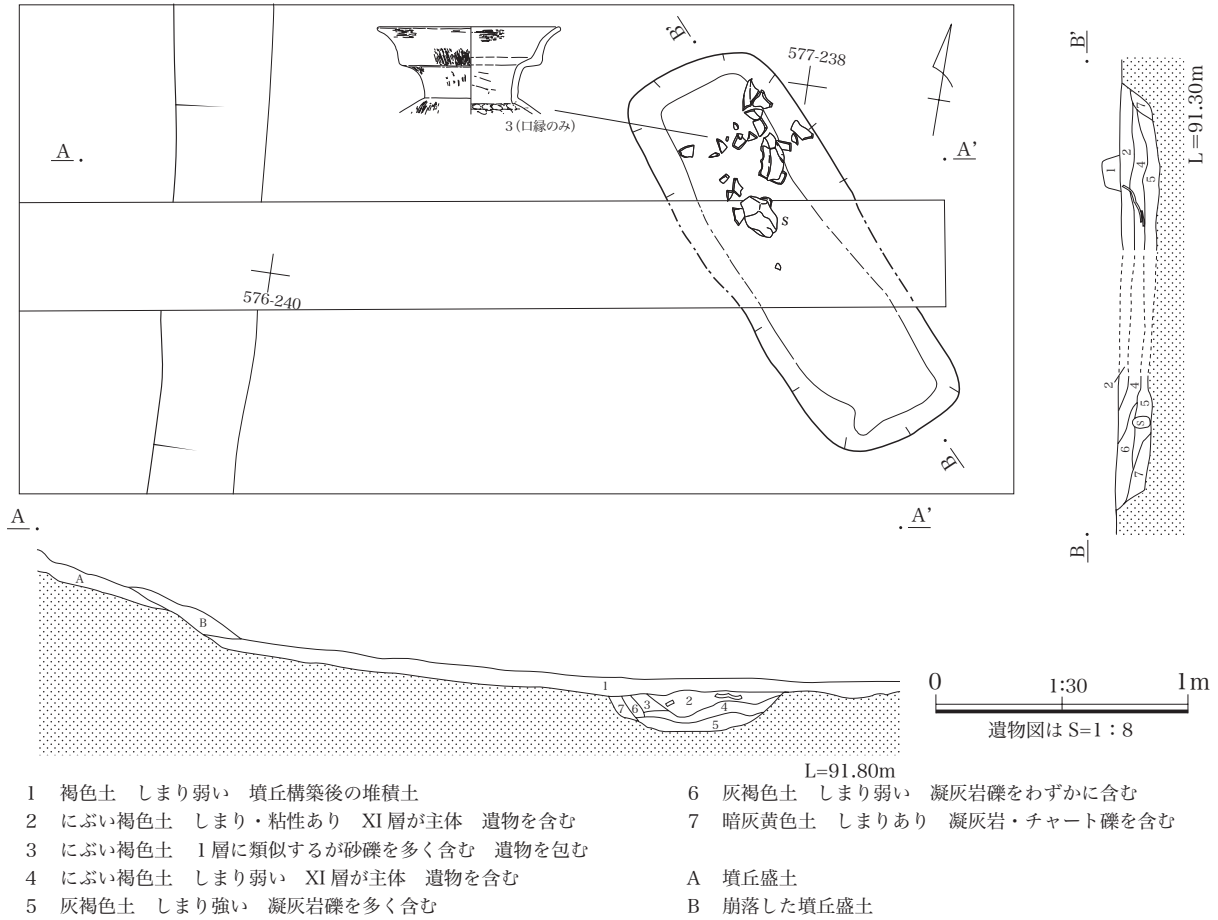 3（口縁のみ）
B'
577-238
A
A'
S
576-240
B
B'
L＝91.30m
7
2
4
5
1
2
4
5
S
6
7
B
A
A'
A
B
1
7
6
3
2
4
5
L=91.80m
0
1:30
1m
遺物図は S=1：8
1 褐色土 しまり弱い 墳丘構築後の堆積土
2 にぶい褐色土 しまり・粘性あり XI 層が主体 遺物を含む
3 にぶい褐色土 1層に類似するが砂礫を多く含む 遺物を包む
4 にぶい褐色土 しまり弱い XI 層が主体 遺物を含む
5 灰褐色土 しまり強い 凝灰岩礫を多く含む
6 灰褐色土 しまり弱い 凝灰岩礫をわずかに含む
7 暗灰黄色土 しまりあり 凝灰岩・チャート礫を含む
A 墳丘盛土
B 崩落した墳丘盛土